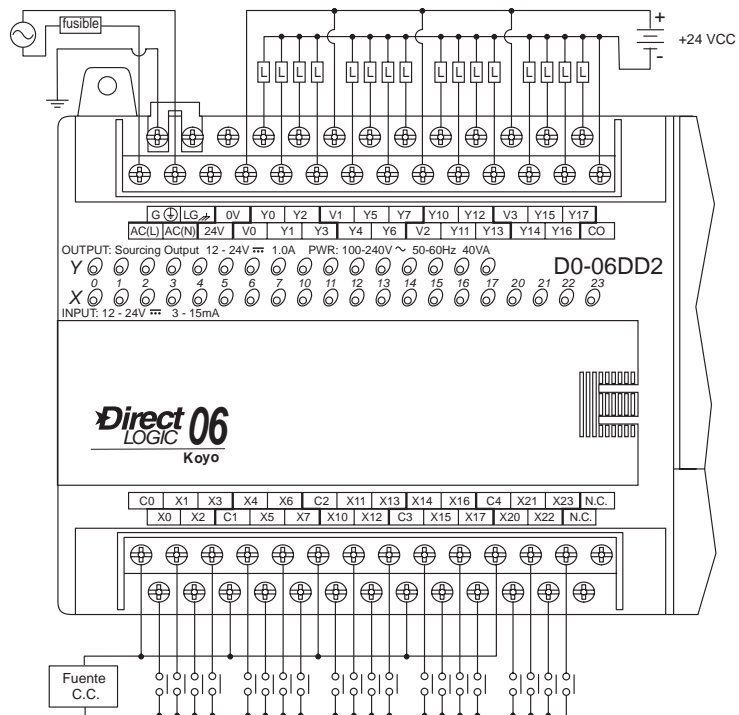 fusible
+
+24 VCC
-
L L L L L L L L L L L L L L L L
G LG 0V Y0 Y2 V1 Y5 Y7 Y10 Y12 V3 Y15 Y17
AC(L) AC(N) 24V V0 Y1 Y3 Y4 Y6 V2 Y11 Y13 Y14 Y16 CO
OUTPUT: Sourcing Output 12 - 24V ⎓ 1.0A PWR: 100-240V ~ 50-60Hz 40VA
Y
D0-06DD2
0 1 2 3 4 5 6 7 10 11 12 13 14 15 16 17 20 21 22 23
X
INPUT: 12 - 24V ⎓ 3 - 15mA
Direct
LOGIC 06
Koyo
C0 X1 X3 X4 X6 C2 X11 X13 X14 X16 C4 X21 X23 N.C.
X0 X2 C1 X5 X7 X10 X12 C3 X15 X17 X20 X22 N.C.
Fuente
C.C.